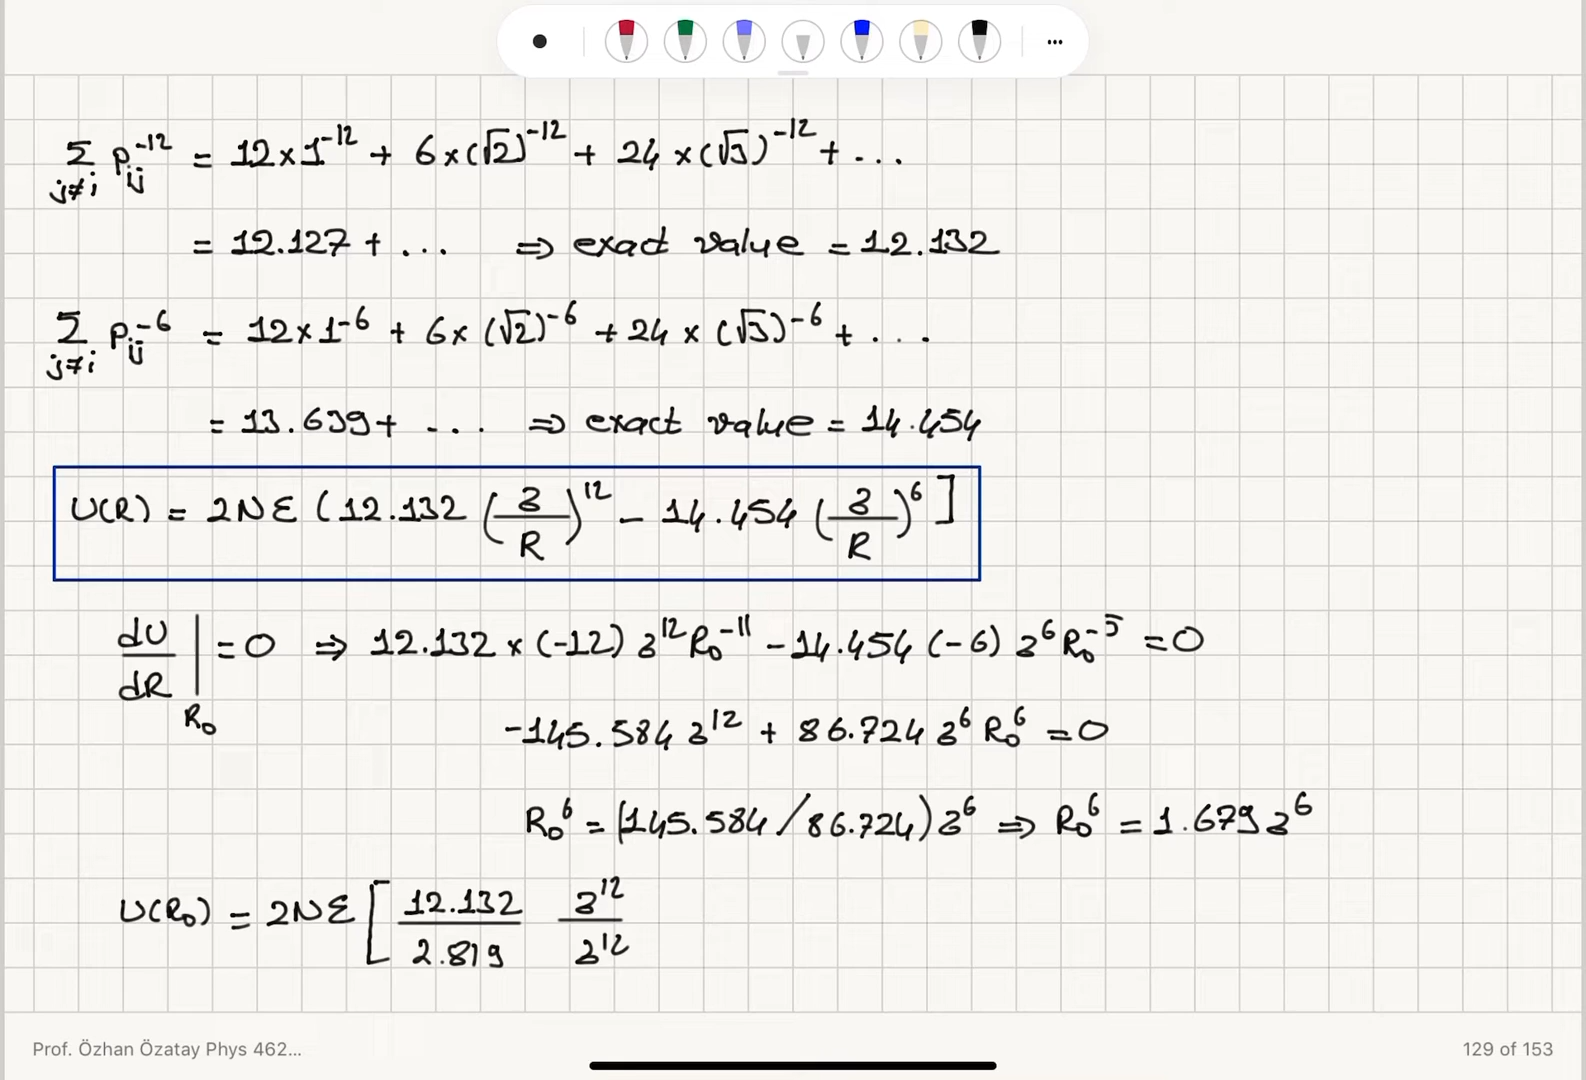 Σ_{j≠i} p_{ij}^{-12} = 12×1^{-12} + 6×(√2)^{-12} + 24×(√3)^{-12} + ...
= 12.127 + ... ⇒ exact value = 12.132
Σ_{j≠i} p_{ij}^{-6} = 12×1^{-6} + 6×(√2)^{-6} + 24×(√3)^{-6} + ...
= 13.639 + ... ⇒ exact value = 14.454
U(R) = 2Nε (12.132 (σ/R)^{12} − 14.454 (σ/R)^{6}]
dU/dR |_{R₀} = 0 ⇒ 12.132×(-12) σ^{12} R₀^{-11} − 14.454 (-6) σ^{6} R₀^{-5} = 0
-145.584 σ^{12} + 86.724 σ^{6} R₀^{6} = 0
R₀^{6} = (145.584/86.724) σ^{6} ⇒ R₀^{6} = 1.679 σ^{6}
U(R₀) = 2Nε [ 12.132/2.819 σ^{12}/σ^{12}
Prof. Özhan Özatay Phys 462... 129 of 153